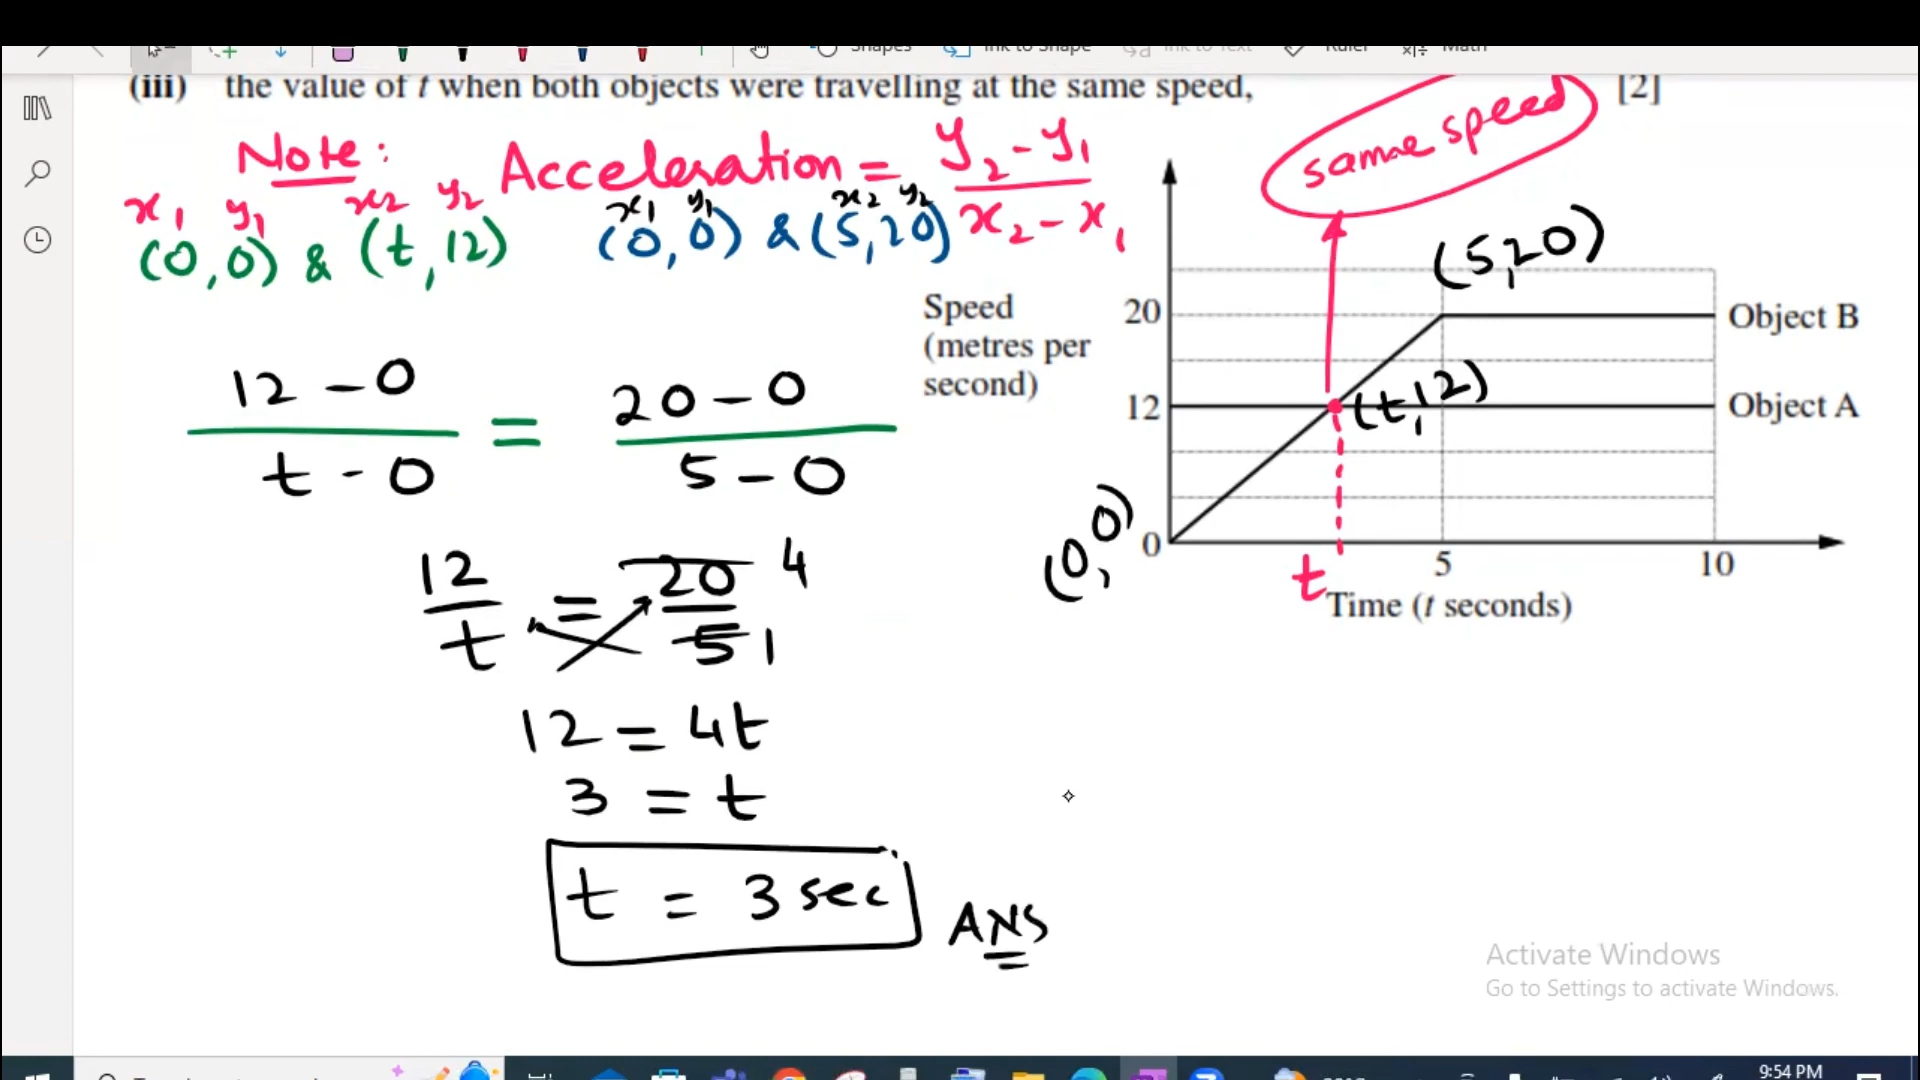 Shapes Ink to Shape Ink to Text Ruler Math
(iii) the value of t when both objects were travelling at the same speed, [2]
same speed
Note: Acceleration = y₂ - y₁ / x₂ - x₁
x₁ y₁ x₂ y₂ x₁ y₁ x₂ y₂
(0, 0) & (t, 12) (0, 0) & (5, 20)
(5, 20)
Speed
(metres per
second)
20
Object B
12
(t, 12)
Object A
(0, 0)
0
t
5
10
Time (t seconds)
12 - 0 / t - 0 = 20 - 0 / 5 - 0
12 / t = 20 4 / 5 1
12 = 4t
3 = t
t = 3 sec ANS
Activate Windows
Go to Settings to activate Windows.
9:54 PM